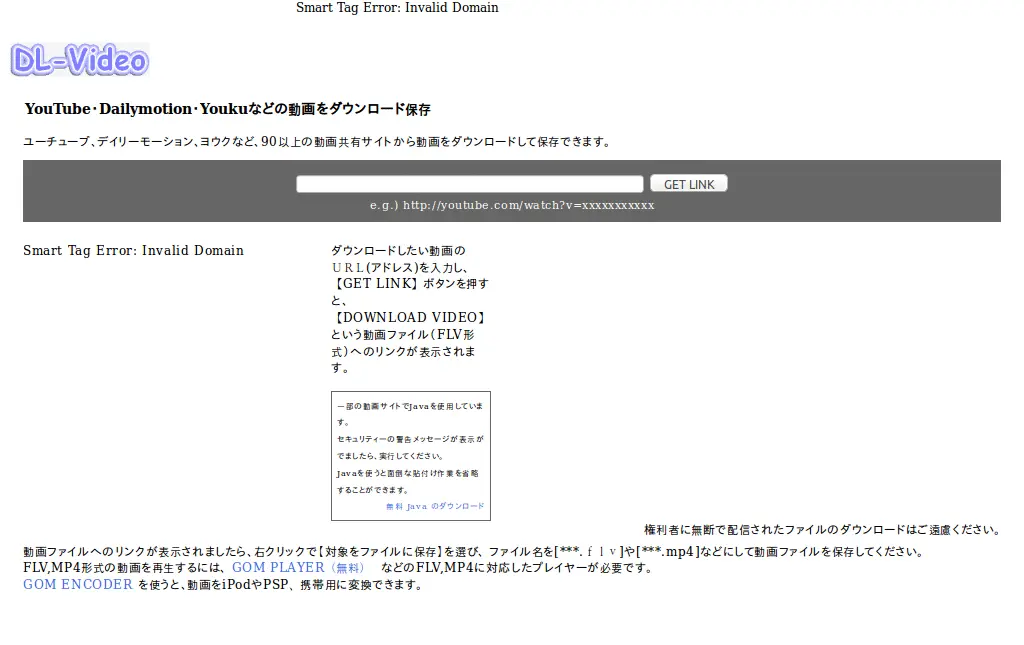 Smart Tag Error: Invalid Domain
DL-Video
YouTube･Dailymotion･Youkuなどの動画をダウンロード保存
ユーチューブ､デイリーモーション､ヨウクなど､90以上の動画共有サイトから動画をダウンロードして保存できます｡
GET LINK
e.g.) http://youtube.com/watch?v=xxxxxxxxxxx
Smart Tag Error: Invalid Domain
ダウンロードしたい動画の
ＵＲＬ(アドレス)を入力し、
【GET LINK】ボタンを押す
と、
【DOWNLOAD VIDEO】
という動画ファイル（FLV形
式）へのリンクが表示されま
す。
一部の動画サイトでJavaを使用していま
す。
セキュリティーの警告メッセージが表示が
でましたら､実行してください｡
Javaを使うと面倒な貼付け作業を省略
することができます。
無料 Java のダウンロード
権利者に無断で配信されたファイルのダウンロードはご遠慮ください。
動画ファイルへのリンクが表示されましたら､右クリックで【対象をファイルに保存】を選び、ファイル名を[***.ｆｌｖ]や[***.mp4]などにして動画ファイルを保存してください。
FLV,MP4形式の動画を再生するには、GOM PLAYER（無料） などのFLV,MP4に対応したプレイヤーが必要です。
GOM ENCODER を使うと､動画をiPodやPSP、携帯用に変換できます。